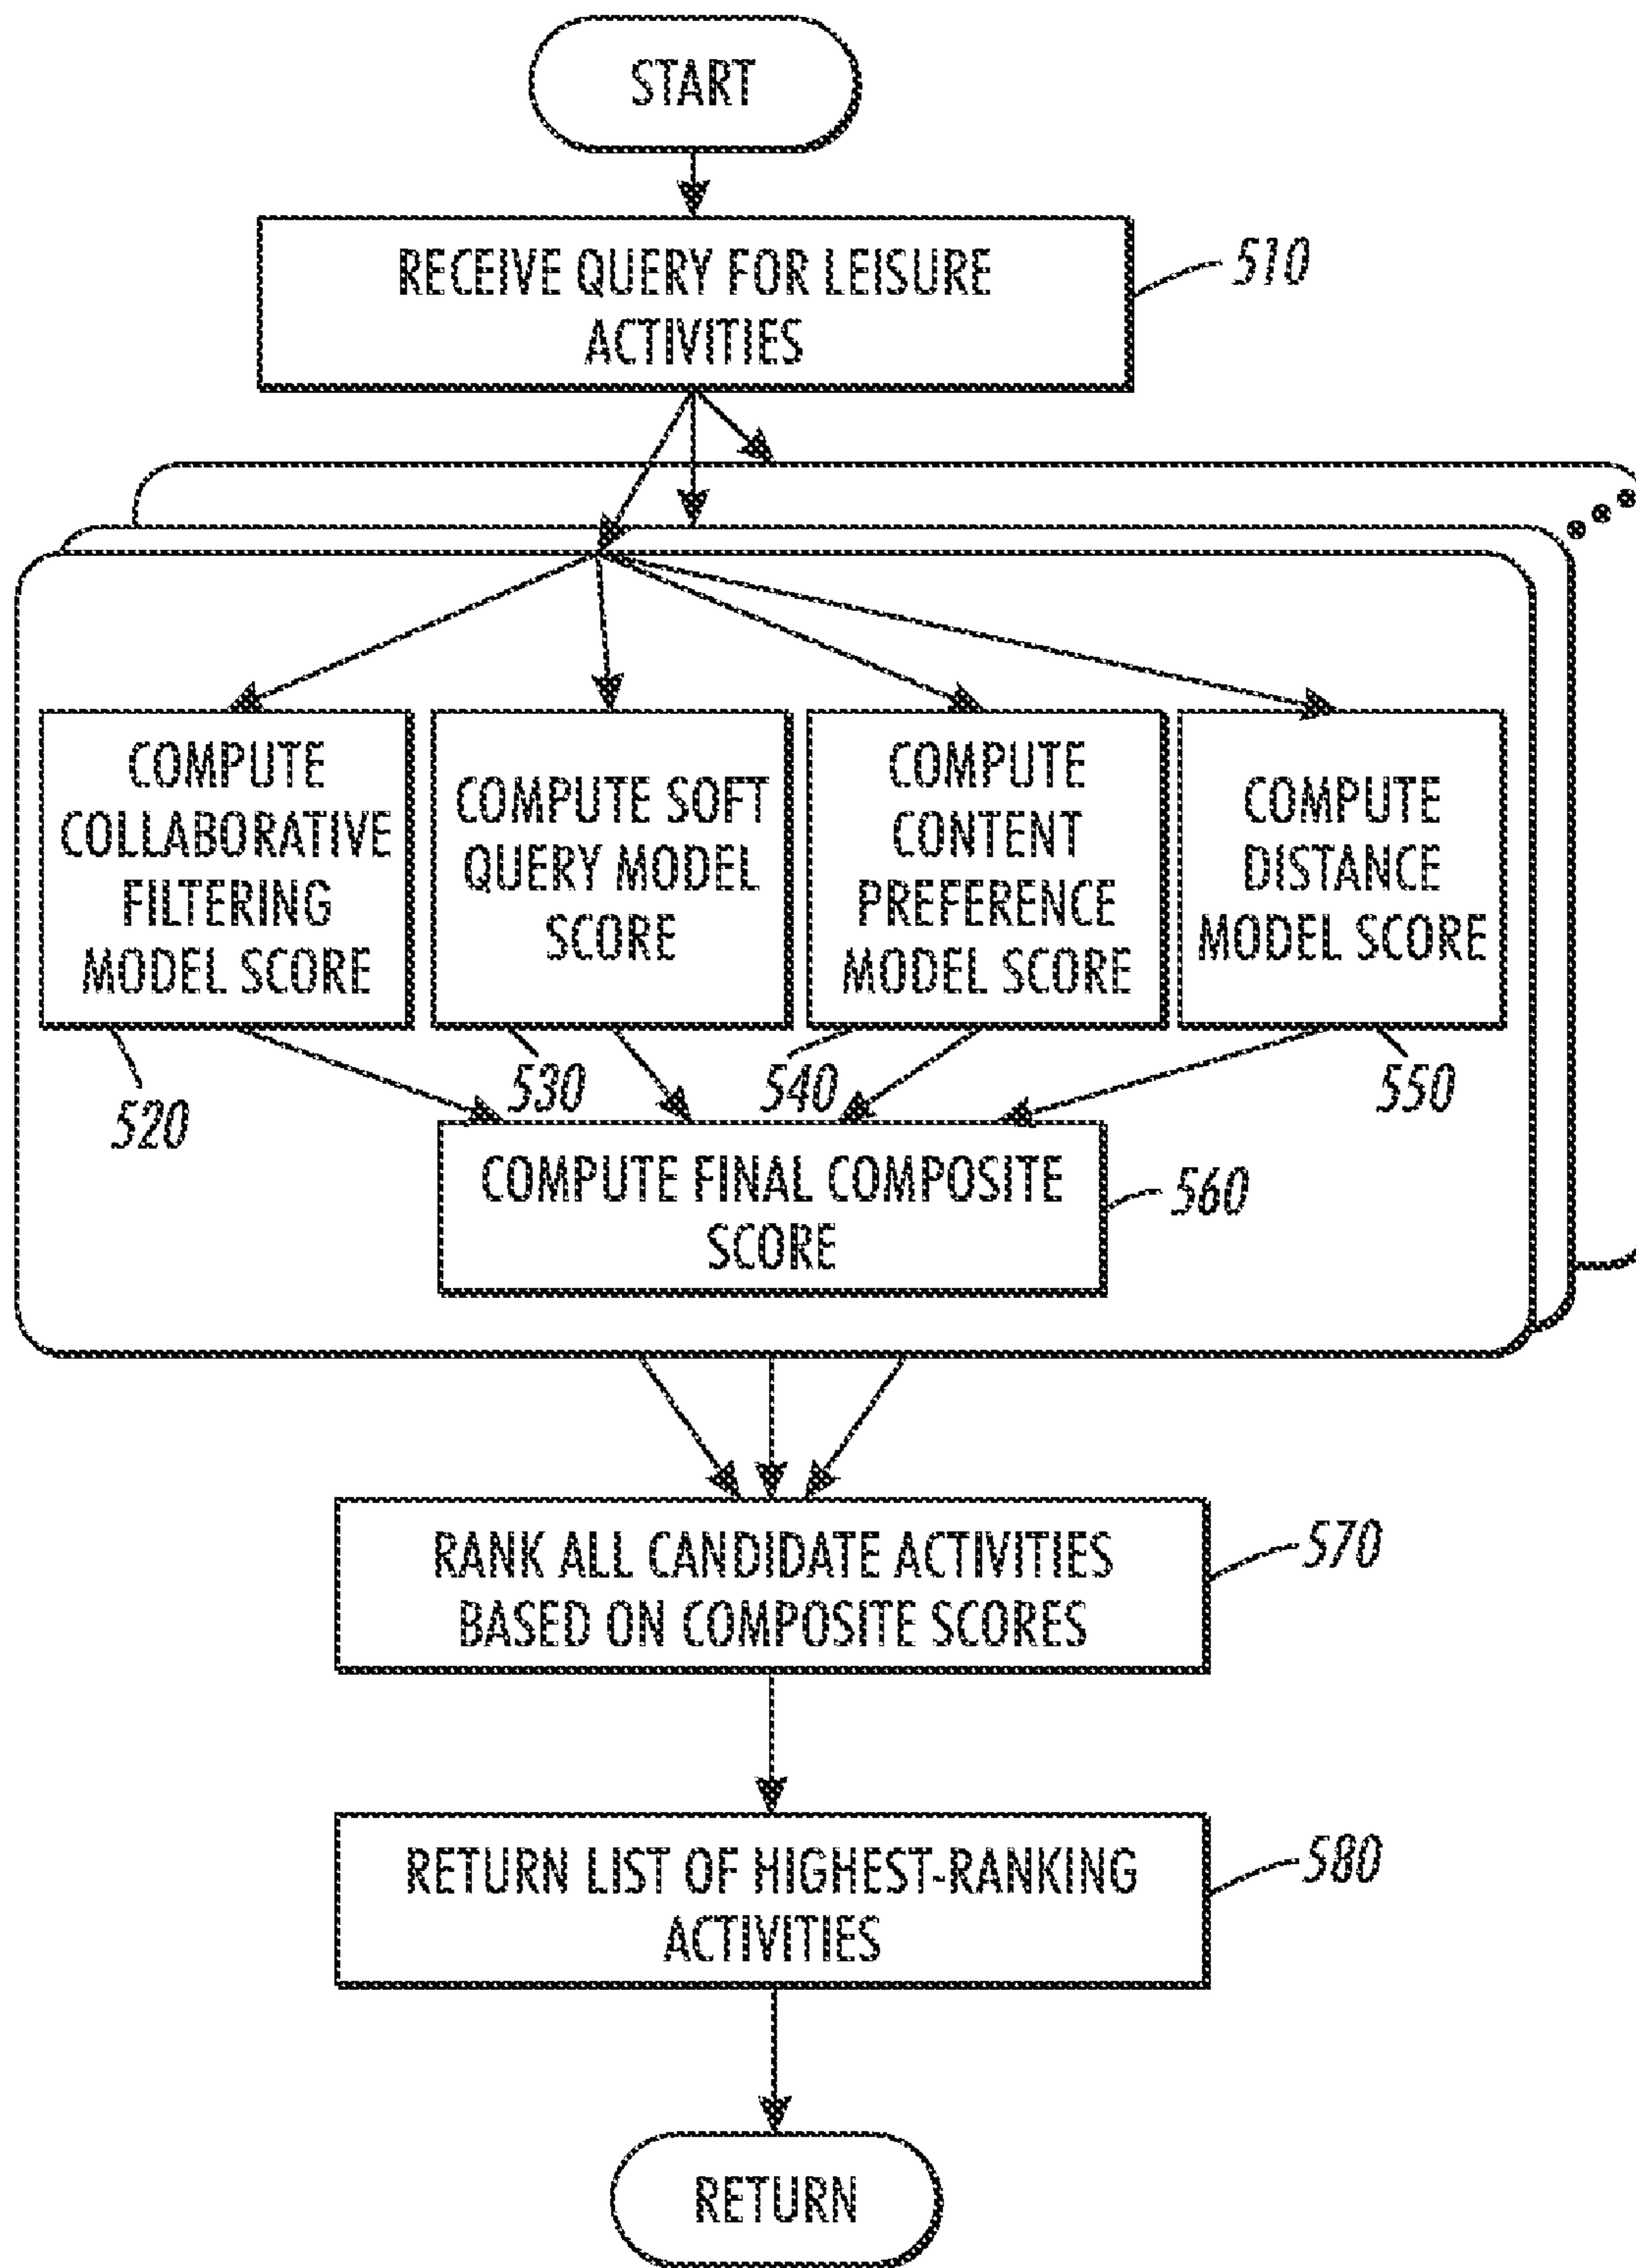 START
RECEIVE QUERY FOR LEISURE
ACTIVITIES
510
COMPUTE
COLLABORATIVE
FILTERING
MODEL SCORE
520
COMPUTE SOFT
QUERY MODEL
SCORE
530
COMPUTE
CONTENT
PREFERENCE
MODEL SCORE
540
COMPUTE
DISTANCE
MODEL SCORE
550
COMPUTE FINAL COMPOSITE
SCORE
560
RANK ALL CANDIDATE ACTIVITIES
BASED ON COMPOSITE SCORES
570
RETURN LIST OF HIGHEST-RANKING
ACTIVITIES
580
RETURN